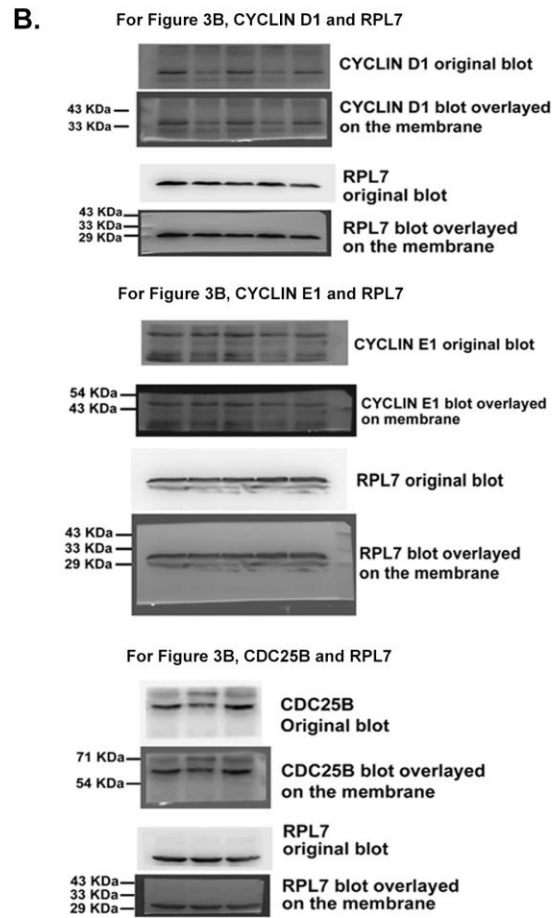 B.
For Figure 3B, CYCLIN D1 and RPL7
CYCLIN D1 original blot
43 KDa
33 KDa
CYCLIN D1 blot overlayed
on the membrane
RPL7
original blot
43 KDa
33 KDa
29 KDa
RPL7 blot overlayed
on the membrane
For Figure 3B, CYCLIN E1 and RPL7
CYCLIN E1 original blot
54 KDa
43 KDa
CYCLIN E1 blot overlayed
on membrane
RPL7 original blot
43 KDa
33 KDa
29 KDa
RPL7 blot overlayed
on the membrane
For Figure 3B, CDC25B and RPL7
CDC25B
Original blot
71 KDa
54 KDa
CDC25B blot overlayed
on the membrane
RPL7
original blot
43 KDa
33 KDa
29 KDa
RPL7 blot overlayed
on the membrane